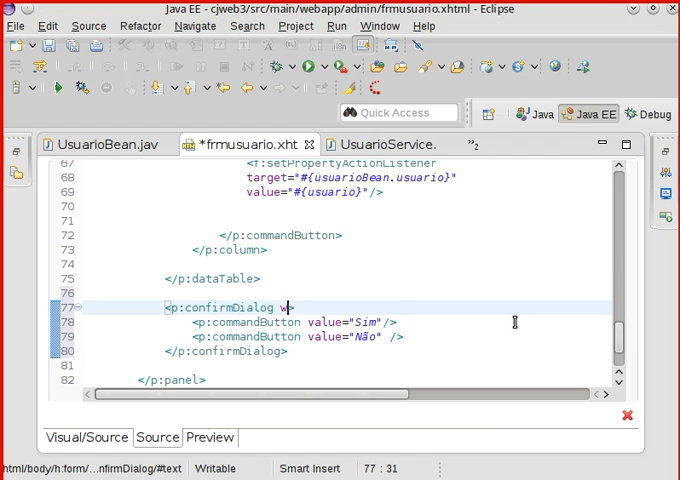 Java EE - cjweb3/src/main/webapp/admin/frmusuario.xhtml - Eclipse
File Edit Source Refactor Navigate Search Project Run Window Help
Quick Access Java Java EE Debug
UsuarioBean.jav *frmusuario.xht UsuarioService. »2
67 <f:setPropertyActionListener
68 target="#{usuarioBean.usuario}"
69 value="#{usuario}"/>
70
71
72 </p:commandButton>
73 </p:column>
74
75 </p:dataTable>
76
77 <p:confirmDialog w>
78 <p:commandButton value="Sim"/>
79 <p:commandButton value="Não" />
80 </p:confirmDialog>
81
82 </p:panel>
Visual/Source Source Preview
html/body/h:form/...nfirmDialog/#text Writable Smart Insert 77 : 31